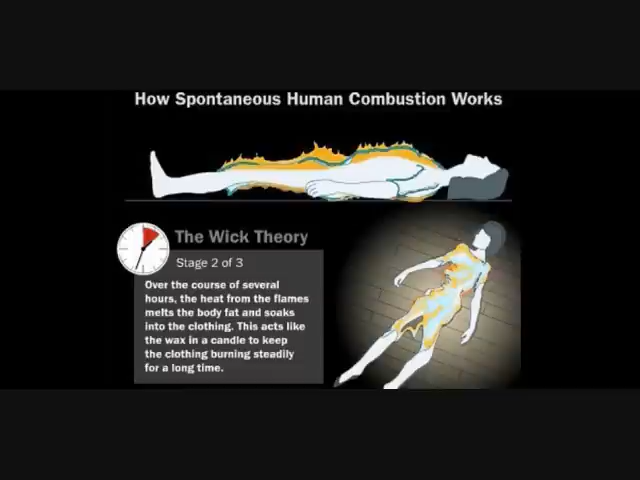 How Spontaneous Human Combustion Works
The Wick Theory
Stage 2 of 3
Over the course of several
hours, the heat from the flames
melts the body fat and soaks
into the clothing. This acts like
the wax in a candle to keep
the clothing burning steadily
for a long time.